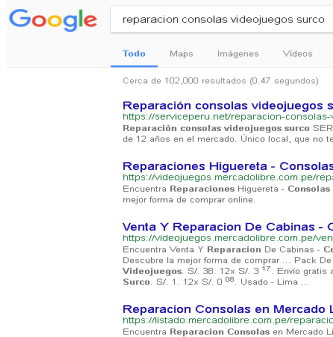 Google
reparacion consolas videojuegos surco
Todo Maps Imágenes Vídeos
Cerca de 102,000 resultados (0.47 segundos)
Reparación consolas videojuegos s
https://serviceperu.net/reparacion-consolas-v
Reparación consolas videojuegos surco SER
de 12 años en el mercado. Único local, que no te
Reparaciones Higuereta - Consolas
https://videojuegos.mercadolibre.com.pe/repa
Encuentra Reparaciones Higuereta - Consolas
mejor forma de comprar online.
Venta Y Reparacion De Cabinas - C
https://videojuegos.mercadolibre.com.pe/ven
Encuentra Venta Y Reparacion De Cabinas - Co
Descubre la mejor forma de comprar ... Pack De
Videojuegos. S/. 38. 12x S/. 3 17. Envío gratis a
Surco. S/. 1. 12x S/. 0 08. Usado - Lima ...
Reparacion Consolas en Mercado L
https://listado.mercadolibre.com.pe/reparacio
Encuentra Reparacion Consolas en Mercado Li